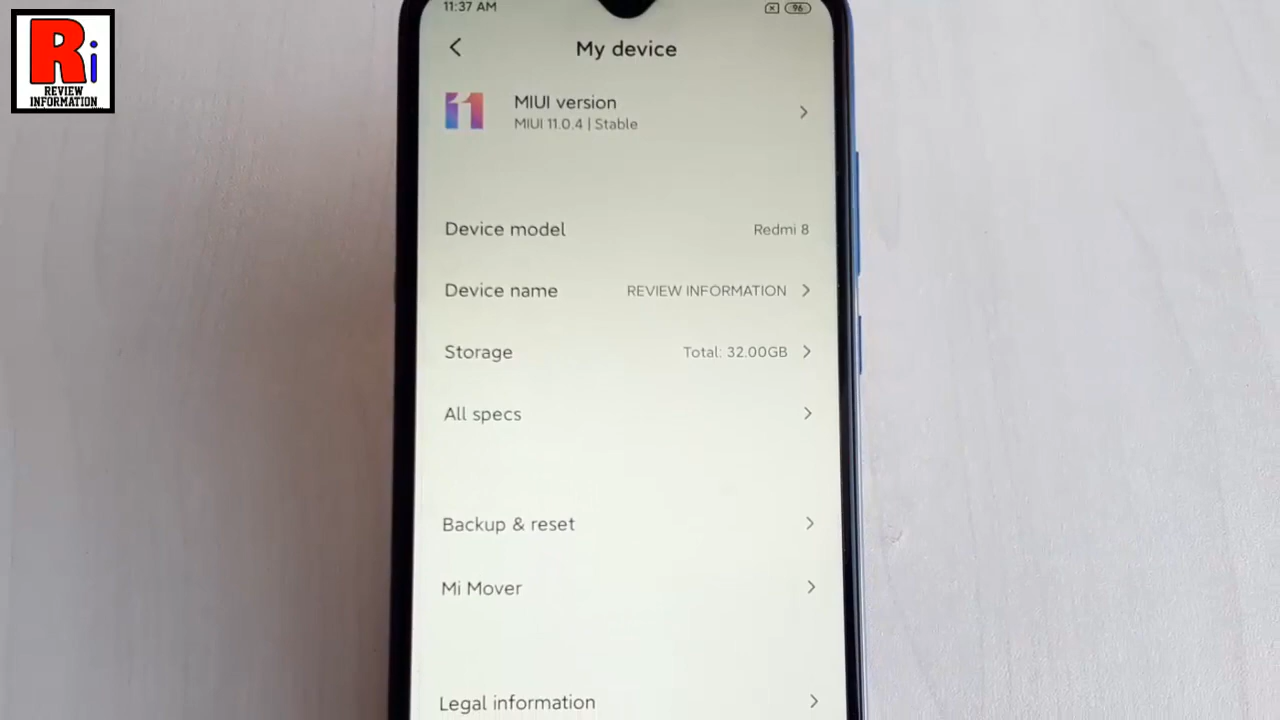 Ri
REVIEW
INFORMATION
11:37 AM
96
My device
11
MIUI version
MIUI 11.0.4 | Stable
Device model
Redmi 8
Device name
REVIEW INFORMATION
Storage
Total: 32.00GB
All specs
Backup & reset
Mi Mover
Legal information